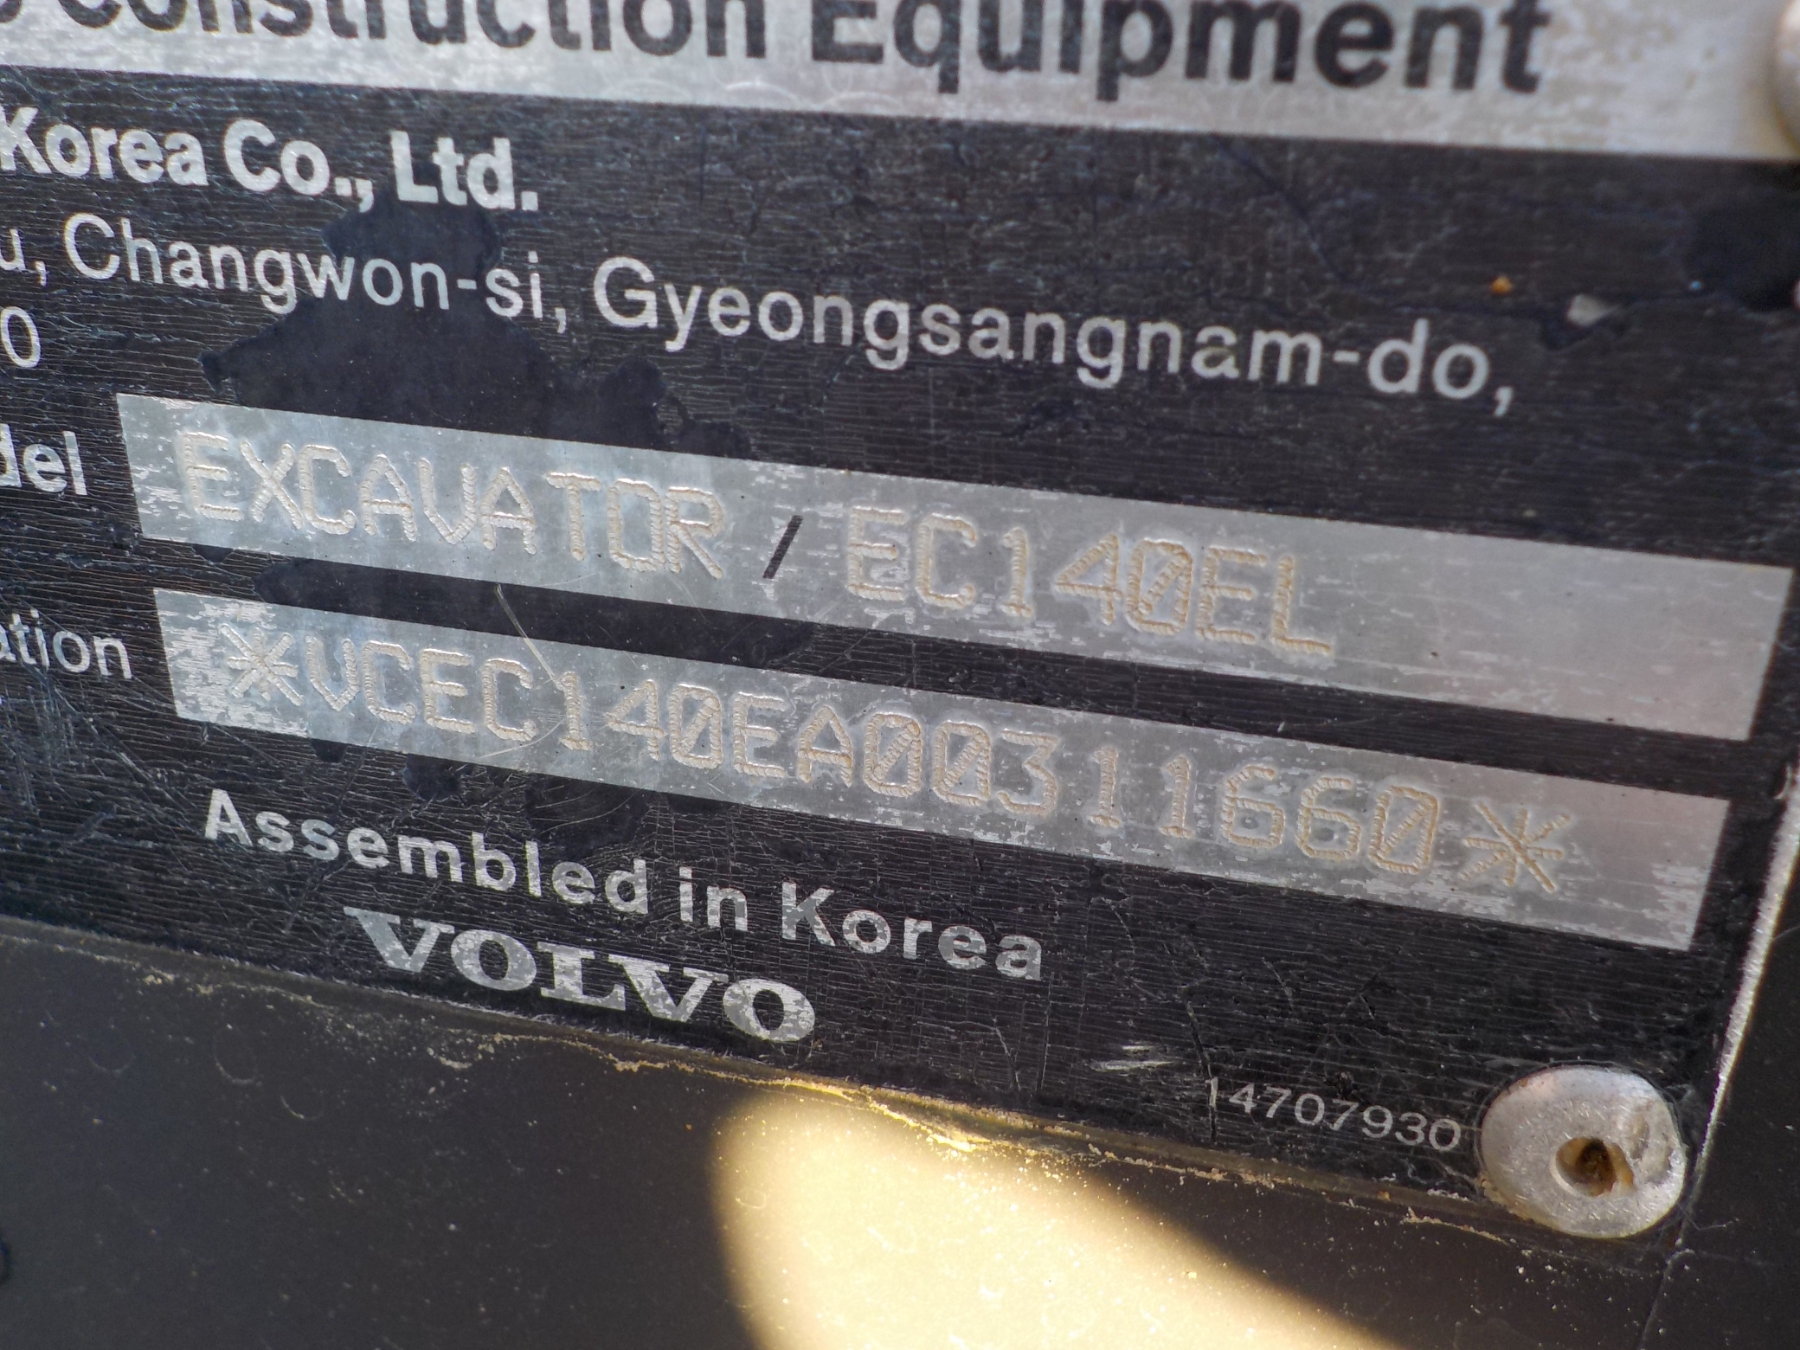 Construction Equipment
Korea Co., Ltd.
u, Changwon-si, Gyeongsangnam-do,
0
del EXCAVATOR / EC140EL
ation *VCEC140EA00311660*
Assembled in Korea
VOLVO
14707930